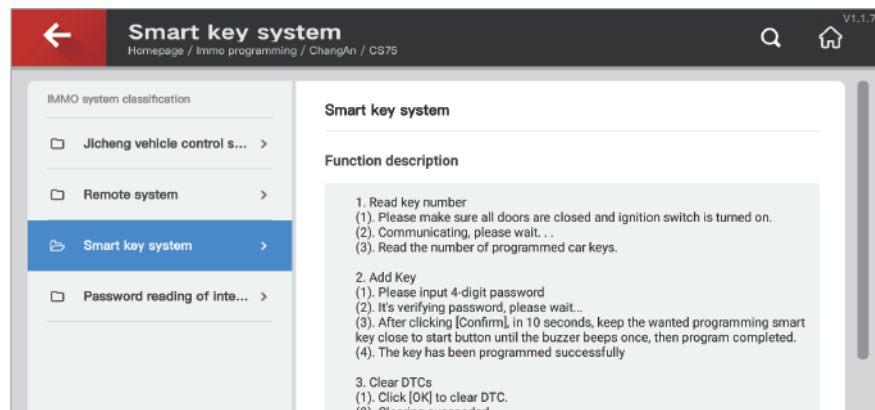 Smart key system
V1.1.7
Homepage / Immo programming / ChangAn / CS75
IMMO system classification
Jicheng vehicle control s...
Remote system
Smart key system
Password reading of inte...
Smart key system
Function description
1. Read key number
(1). Please make sure all doors are closed and ignition switch is turned on.
(2). Communicating, please wait. . .
(3). Read the number of programmed car keys.
2. Add Key
(1). Please input 4-digit password
(2). It's verifying password, please wait...
(3). After clicking [Confirm], in 10 seconds, keep the wanted programming smart
key close to start button until the buzzer beeps once, then program completed.
(4). The key has been programmed successfully
3. Clear DTCs
(1). Click [OK] to clear DTC.
(2). Clearing succeeded